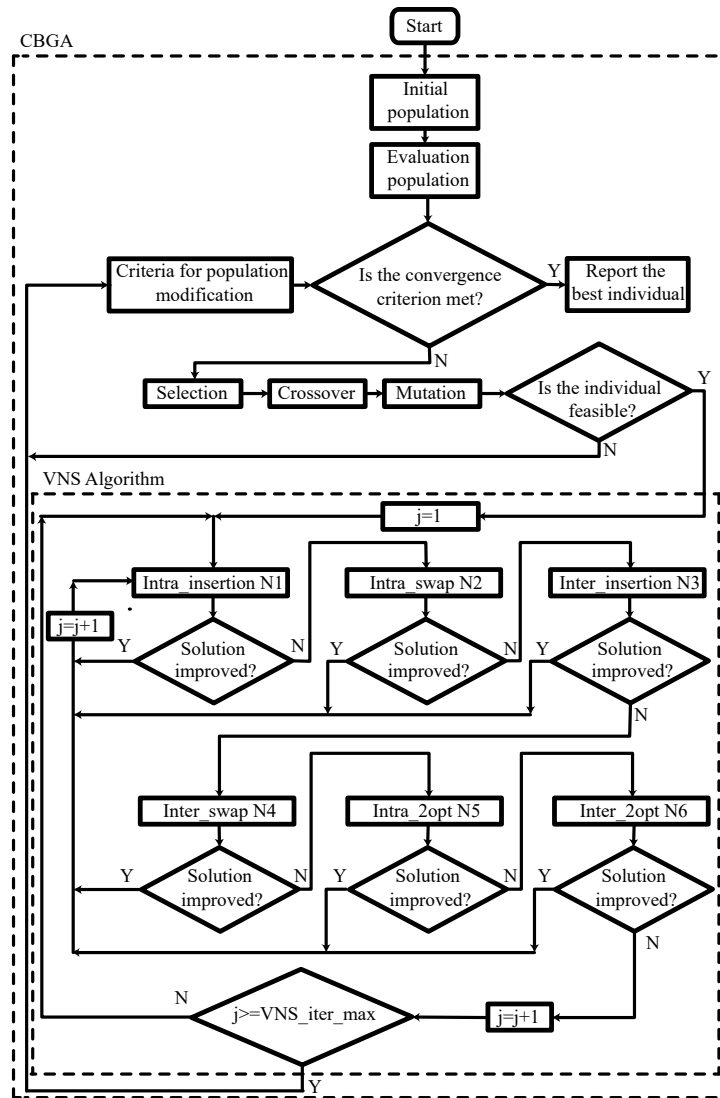 Start
CBGA
Initial
population
Evaluation
population
Criteria for population
modification
Is the convergence
criterion met?
Y
Report the
best individual
N
Selection
Crossover
Mutation
Is the individual
feasible?
Y
N
VNS Algorithm
j=1
Intra_insertion N1
Intra_swap N2
Inter_insertion N3
j=j+1
Y
Solution
improved?
N
Y
Solution
improved?
N
Y
Solution
improved?
N
Inter_swap N4
Intra_2opt N5
Inter_2opt N6
Y
Solution
improved?
N
Y
Solution
improved?
N
Y
Solution
improved?
N
N
j>=VNS_iter_max
j=j+1
Y